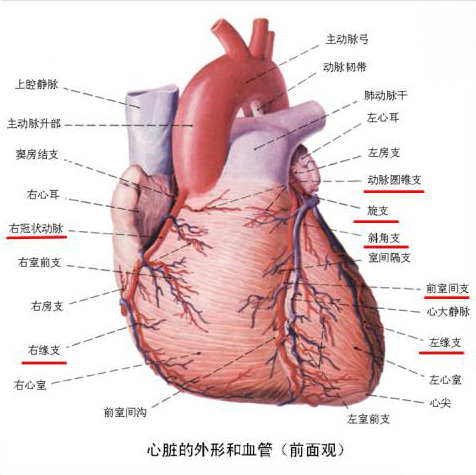 主动脉弓
动脉韧带
上腔静脉
肺动脉干
左心耳
主动脉升部
左房支
窦房结支
动脉圆锥支
右心耳
旋支
右冠状动脉
斜角支
室间隔支
右室前支
前室间支
右房支
心大静脉
左缘支
右缘支
左心室
右心室
心尖
前室间沟
左室前支
心脏的外形和血管（前面观）